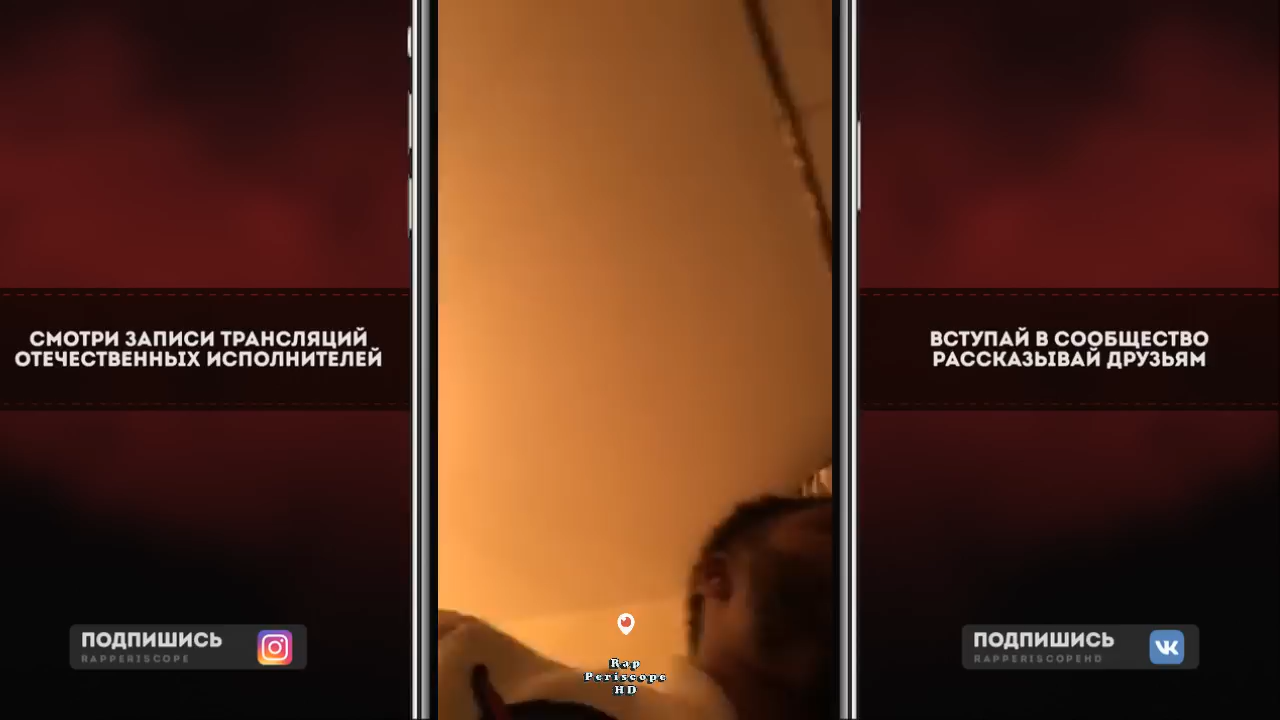 СМОТРИ ЗАПИСИ ТРАНСЛЯЦИЙ
ОТЕЧЕСТВЕННЫХ ИСПОЛНИТЕЛЕЙ
ВСТУПАЙ В СООБЩЕСТВО
РАССКАЗЫВАЙ ДРУЗЬЯМ
ПОДПИШИСЬ
RAPPERISCOPE
Rap
Periscope
HD
ПОДПИШИСЬ
RAPPERISCOPEHD